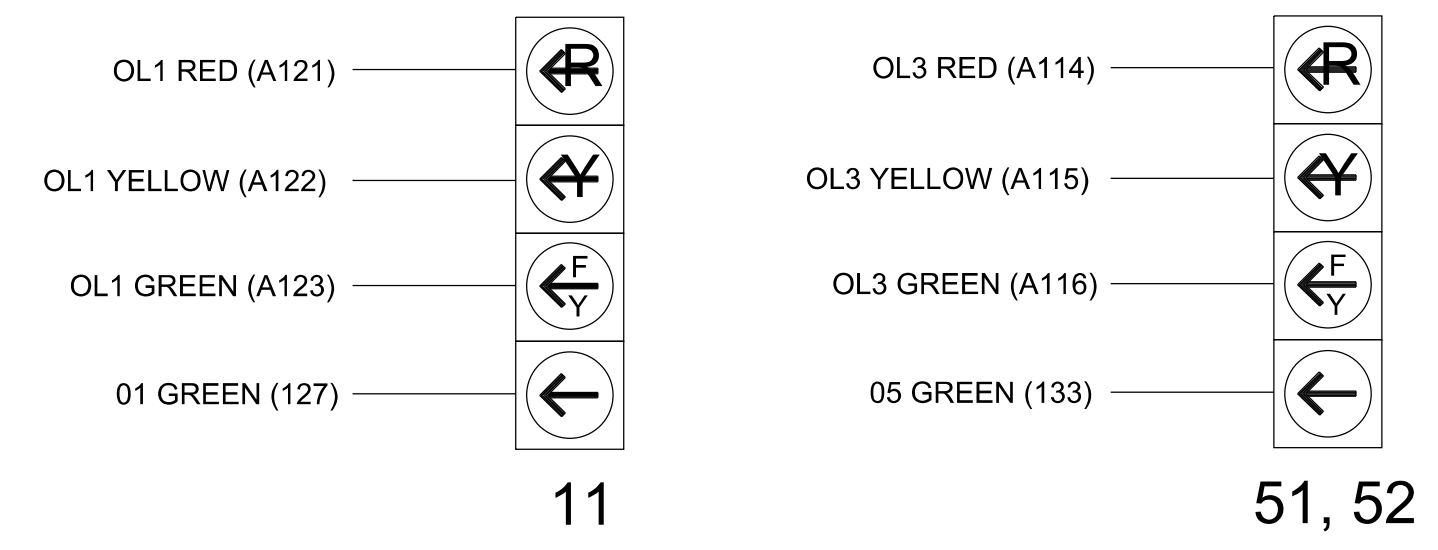 OL1 RED (A121)
R
OL1 YELLOW (A122)
Y
OL1 GREEN (A123)
F
Y
01 GREEN (127)
11
OL3 RED (A114)
R
OL3 YELLOW (A115)
Y
OL3 GREEN (A116)
F
Y
05 GREEN (133)
51, 52